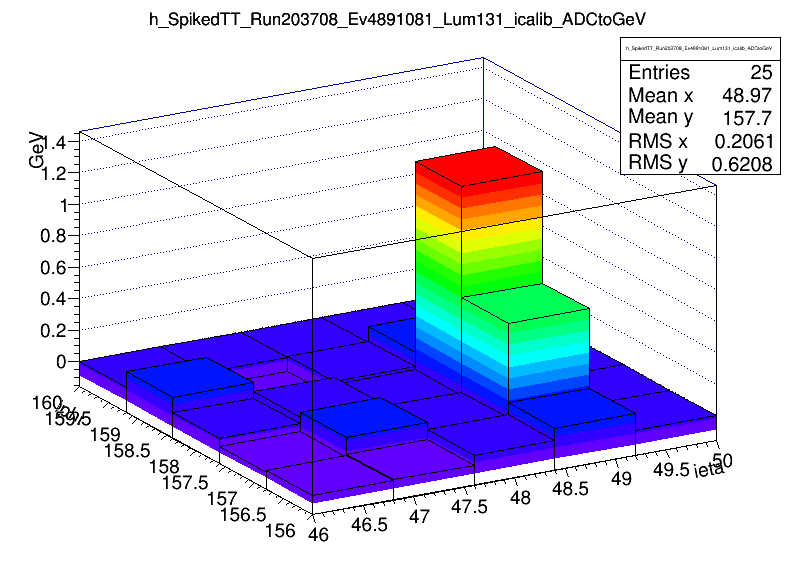 h_SpikedTT_Run203708_Ev4891081_Lum131_icalib_ADCtoGeV
h_SpikedTT_Run203708_Ev4891081_Lum131_icalib_ADCtoGeV
Entries 25
Mean x 48.97
Mean y 157.7
RMS x 0.2061
RMS y 0.6208
GeV
1.4
1.2
1
0.8
0.6
0.4
0.2
0
160
159.5
159
158.5
158
157.5
157
156.5
156
46
46.5
47
47.5
48
48.5
49
49.5
50
ieta